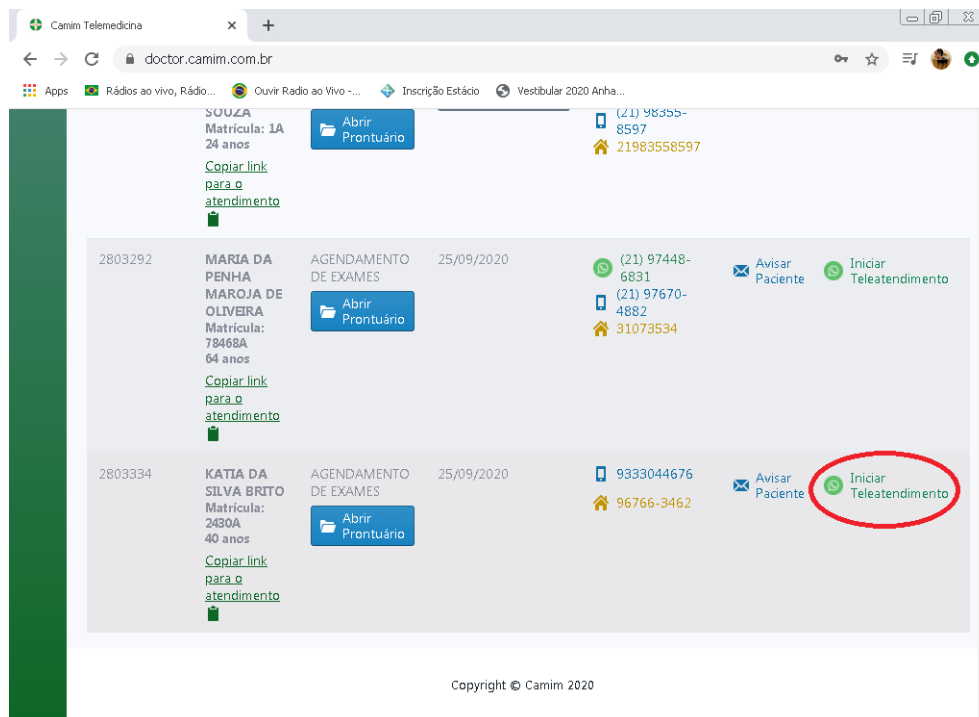 Camim Telemedicina
doctor.camim.com.br
Apps Rádios ao vivo, Rádio... Ouvir Radio ao Vivo -... Inscrição Estácio Vestibular 2020 Anha...
SOUZA
Matrícula: 1A
24 anos
Copiar link
para o
atendimento
Abrir
Prontuário
(21) 98355-
8597
21983558597
2803292
MARIA DA
PENHA
MAROJA DE
OLIVEIRA
Matrícula:
78468A
64 anos
Copiar link
para o
atendimento
AGENDAMENTO
DE EXAMES
Abrir
Prontuário
25/09/2020
(21) 97448-
6831
(21) 97670-
4882
31073534
Avisar
Paciente
Iniciar
Teleatendimento
2803334
KATIA DA
SILVA BRITO
Matrícula:
2430A
40 anos
Copiar link
para o
atendimento
AGENDAMENTO
DE EXAMES
Abrir
Prontuário
25/09/2020
9333044676
96766-3462
Avisar
Paciente
Iniciar
Teleatendimento
Copyright © Camim 2020